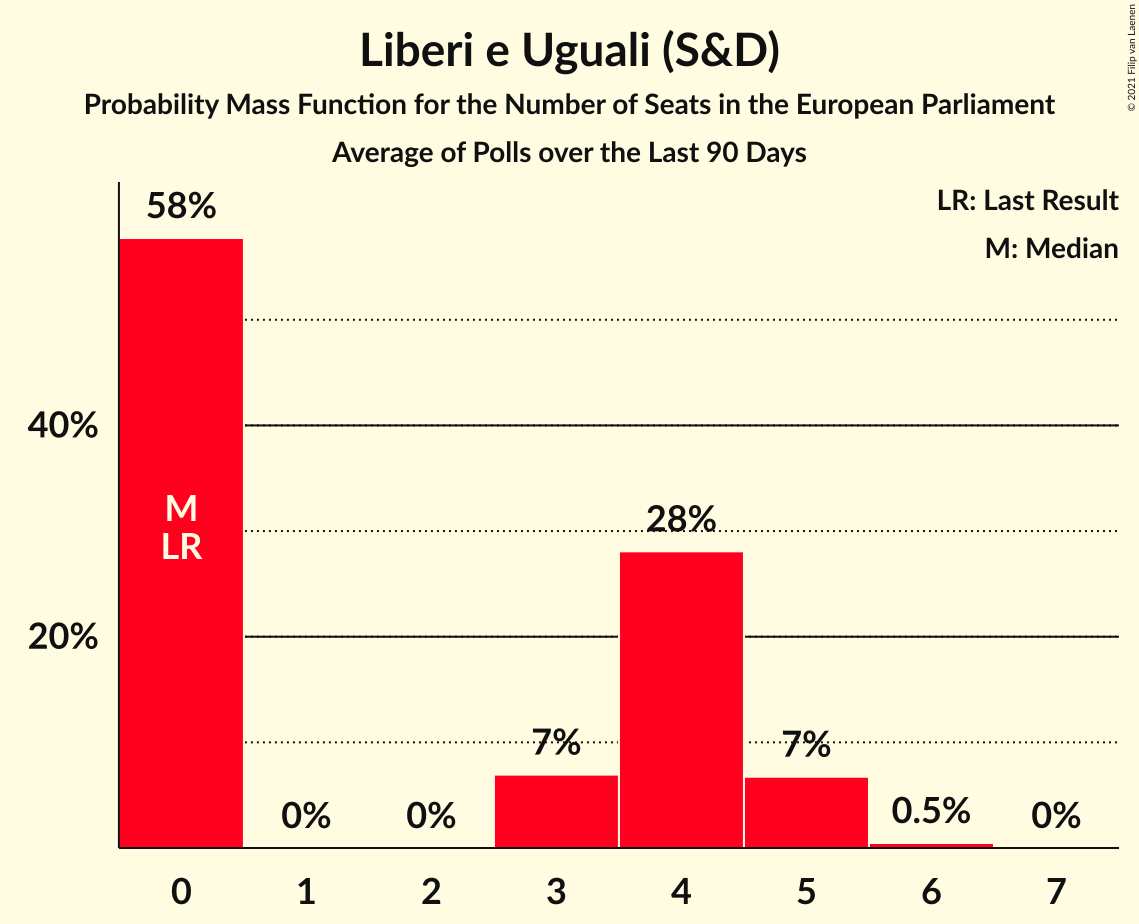 Liberi e Uguali (S&D)
Probability Mass Function for the Number of Seats in the European Parliament
Average of Polls over the Last 90 Days
© 2021 Filip van Laenen
LR: Last Result
M: Median
58%
40%
M
LR
28%
20%
7%
7%
0%
0%
0.5%
0%
0 1 2 3 4 5 6 7